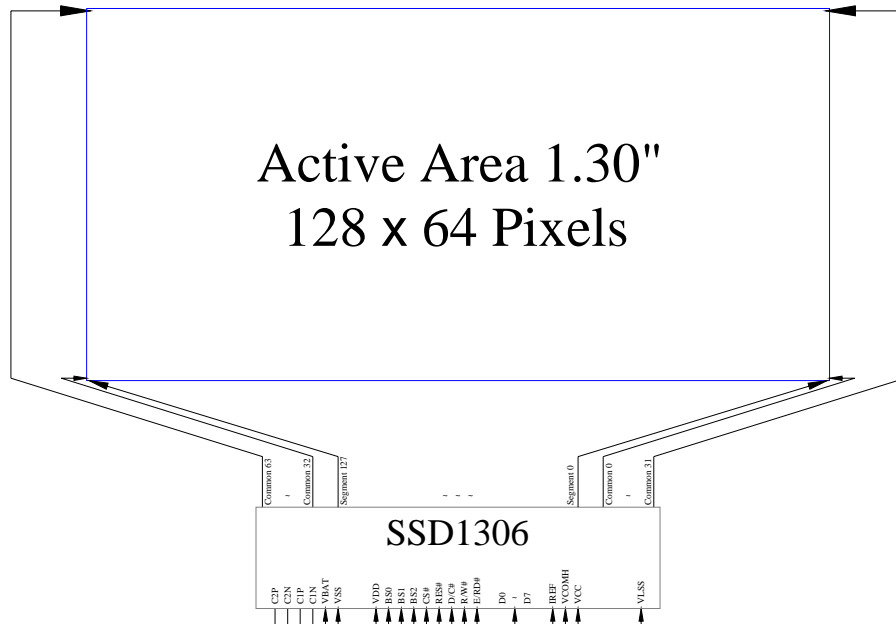 Active Area 1.30"
128 x 64 Pixels
Common 63
~
Common 32
Segment 127
~
~
~
Segment 0
Common 0
~
Common 31
SSD1306
C2P
C2N
C1P
C1N
VBAT
VSS
VDD
BS0
BS1
BS2
CS#
RES#
D/C#
R/W#
E/RD#
D0
~
D7
IREF
VCOMH
VCC
VLSS